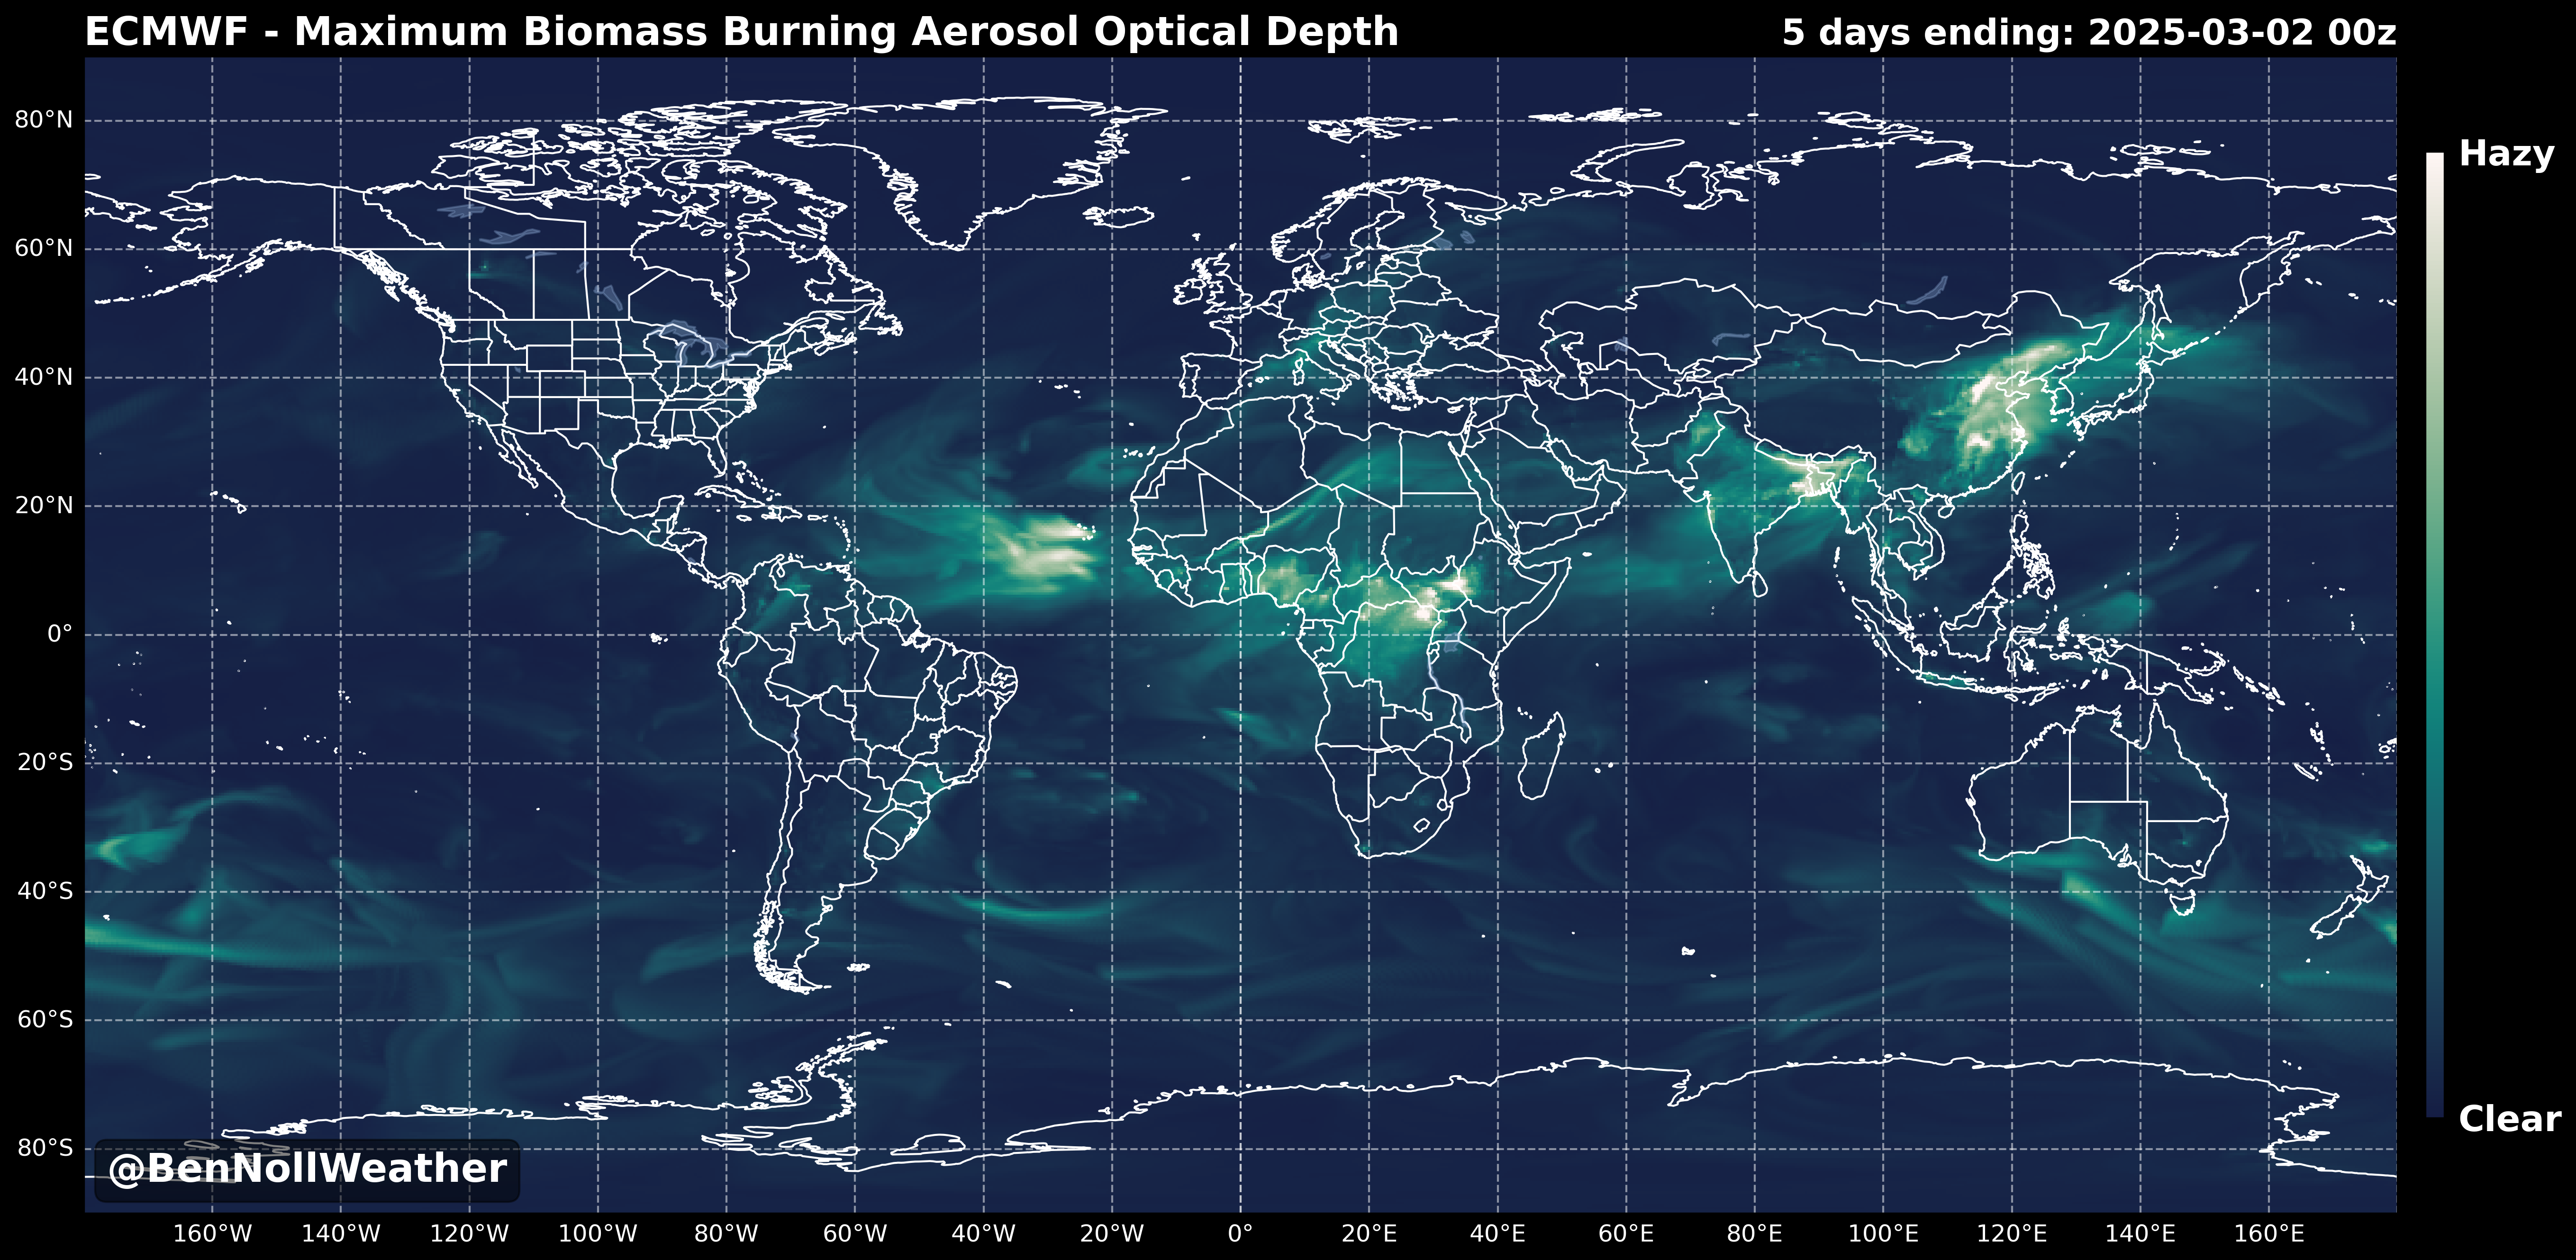 ECMWF - Maximum Biomass Burning Aerosol Optical Depth
5 days ending: 2025-03-02 00z
80°N
60°N
40°N
20°N
0°
20°S
40°S
60°S
80°S
Hazy
Clear
@BenNollWeather
160°W 140°W 120°W 100°W 80°W 60°W 40°W 20°W 0° 20°E 40°E 60°E 80°E 100°E 120°E 140°E 160°E